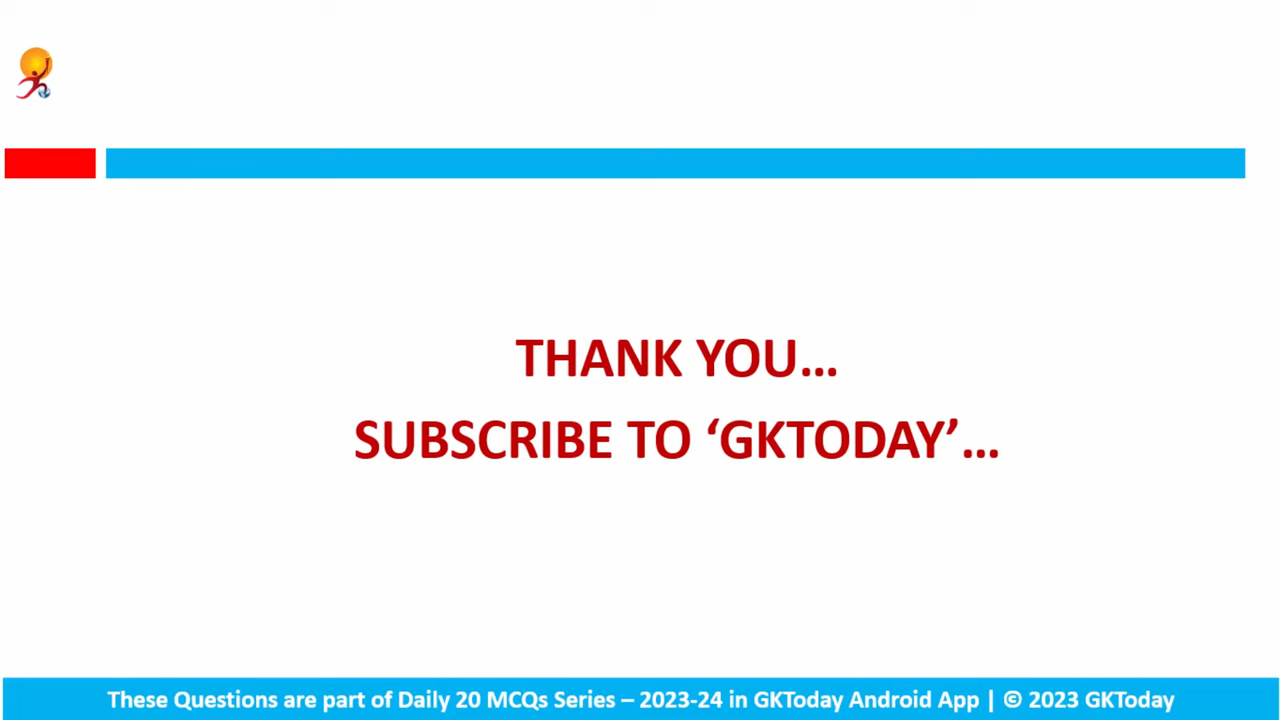 THANK YOU...
SUBSCRIBE TO ‘GKTODAY’...
These Questions are part of Daily 20 MCQs Series – 2023-24 in GKToday Android App | © 2023 GKToday